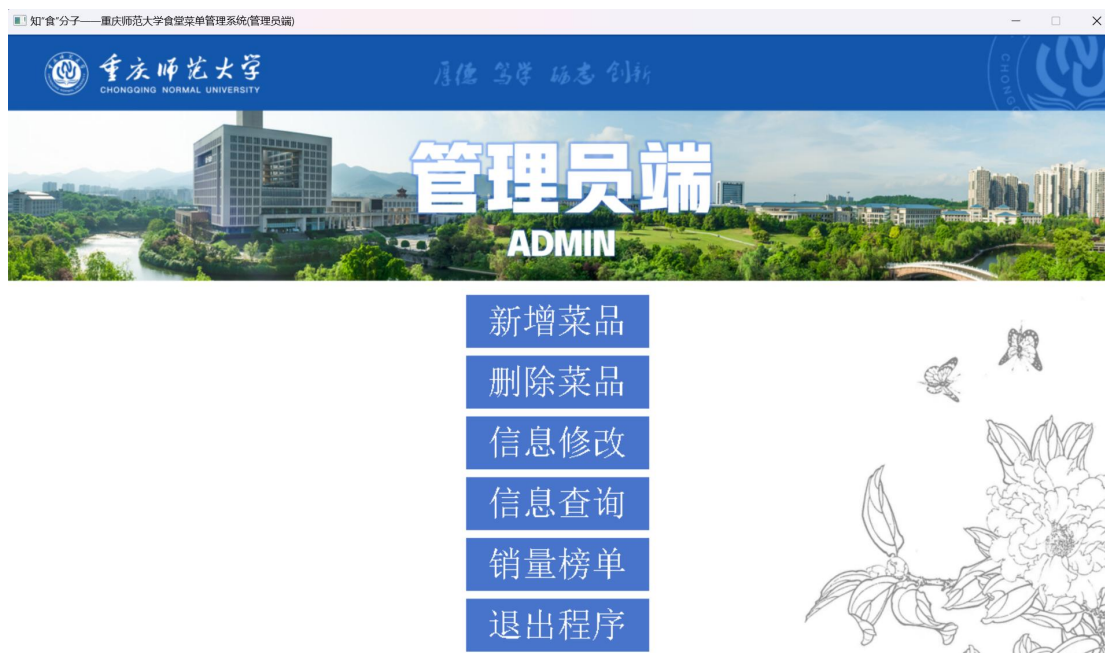 知“食”分子——重庆师范大学食堂菜单管理系统(管理员端)
重庆师范大学
CHONGQING NORMAL UNIVERSITY
厚德 笃学 砺志 创新
CHONGQ
管理员端
ADMIN
新增菜品
删除菜品
信息修改
信息查询
销量榜单
退出程序